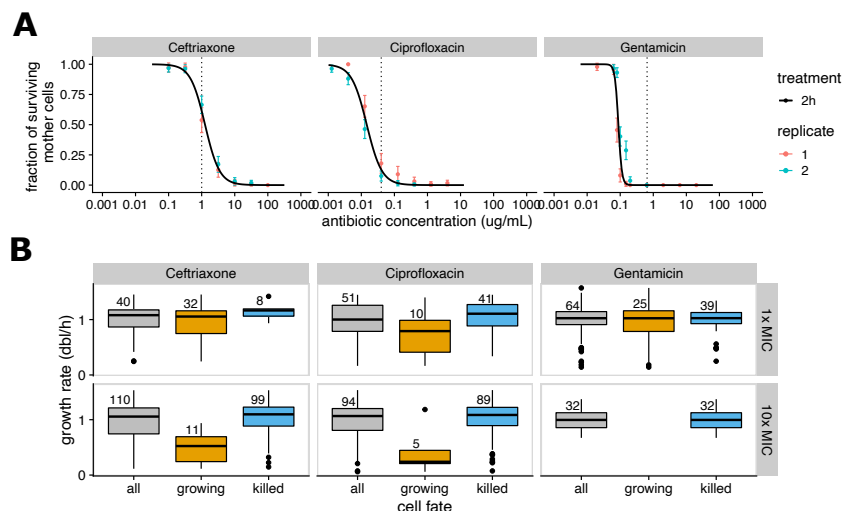 A
Ceftriaxone
Ciprofloxacin
Gentamicin
fraction of surviving
mother cells
1.00
0.75
0.50
0.25
0.00
0.001 0.01 0.1 1 10 1000
0.001 0.01 0.1 1 10 1000
0.001 0.01 0.1 1 10 1000
antibiotic concentration (ug/mL)
treatment
2h
replicate
1
2
B
Ceftriaxone
Ciprofloxacin
Gentamicin
growth rate (dbl/h)
1
0
40 32 8
51 10 41
64 25 39
1x MIC
1
0
110 11 99
94 5 89
32 32
10x MIC
all growing killed
all growing killed
all growing killed
cell fate